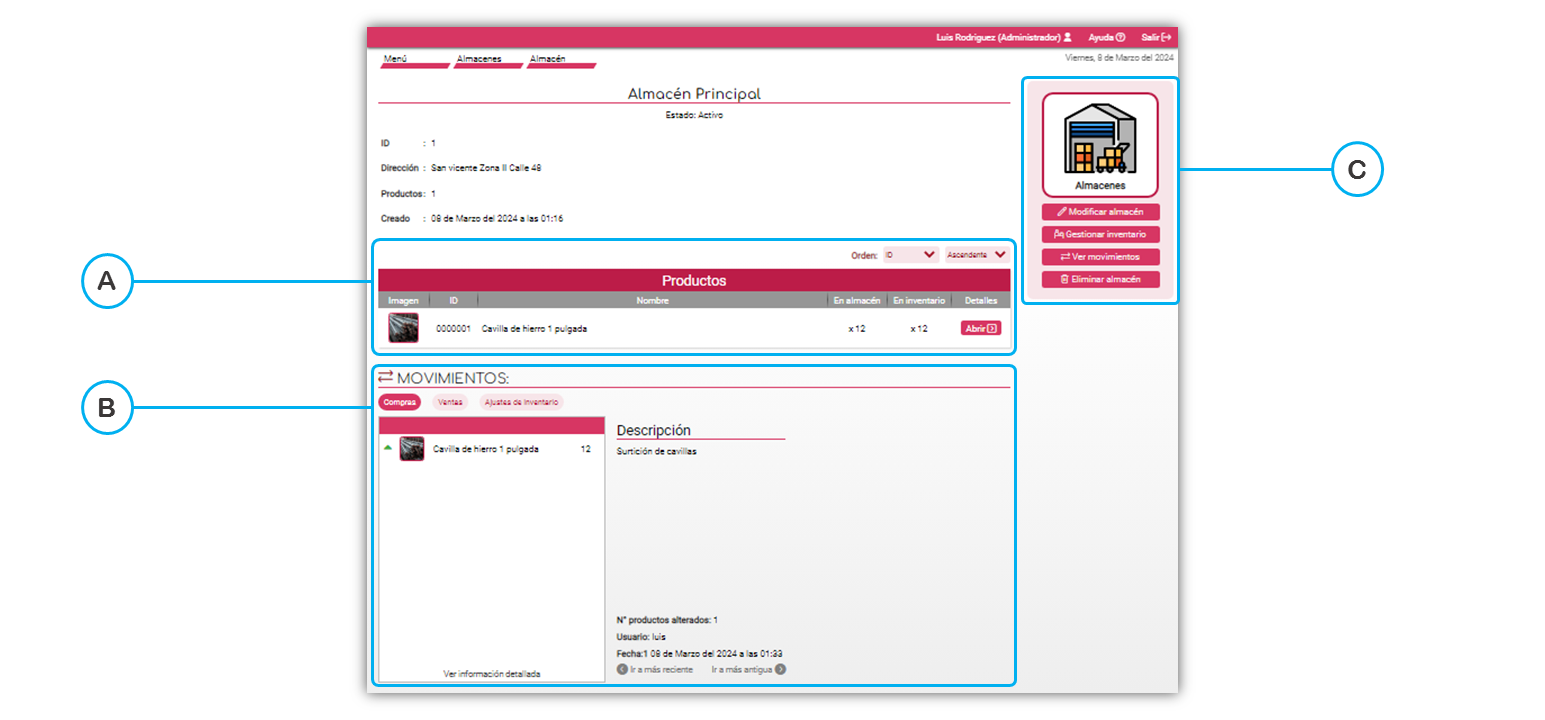 Luis Rodriguez (Administrador) Ayuda Salir
Menú Almacenes Almacén
Viernes, 8 de Marzo del 2024
Almacén Principal
Estado: Activo
ID : 1
Dirección : San vicente Zona II Calle 48
Productos: 1
Creado : 08 de Marzo del 2024 a las 01:16
Almacenes
Modificar almacén
Gestionar inventario
Ver movimientos
Eliminar almacén
C
A
Orden: ID Ascendente
Productos
Imagen ID Nombre En almacén En inventario Detalles
0000001 Cavilla de hierro 1 pulgada x 12 x 12 Abrir
B
MOVIMIENTOS:
Compras Ventas Ajustes de Inventario
Cavilla de hierro 1 pulgada 12
Ver información detallada
Descripción
Surtición de cavillas
N° productos alterados: 1
Usuario: luis
Fecha:1 08 de Marzo del 2024 a las 01:33
Ir a más reciente Ir a más antigua